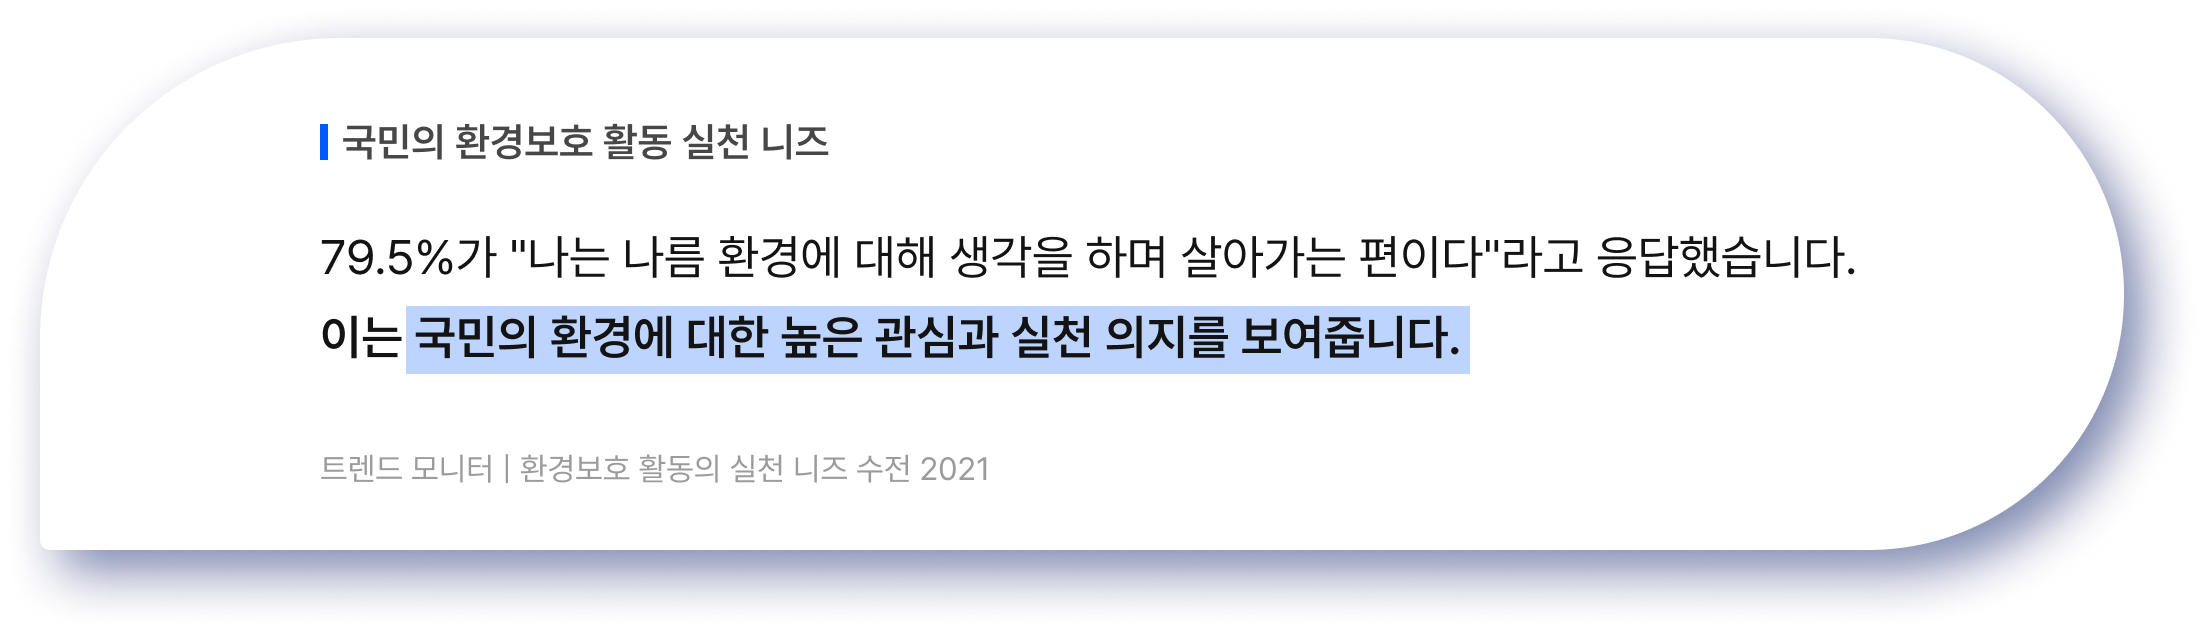 국민의 환경보호 활동 실천 니즈
79.5%가 "나는 나름 환경에 대해 생각을 하며 살아가는 편이다"라고 응답했습니다.
이는 국민의 환경에 대한 높은 관심과 실천 의지를 보여줍니다.
트렌드 모니터 | 환경보호 활동의 실천 니즈 수전 2021